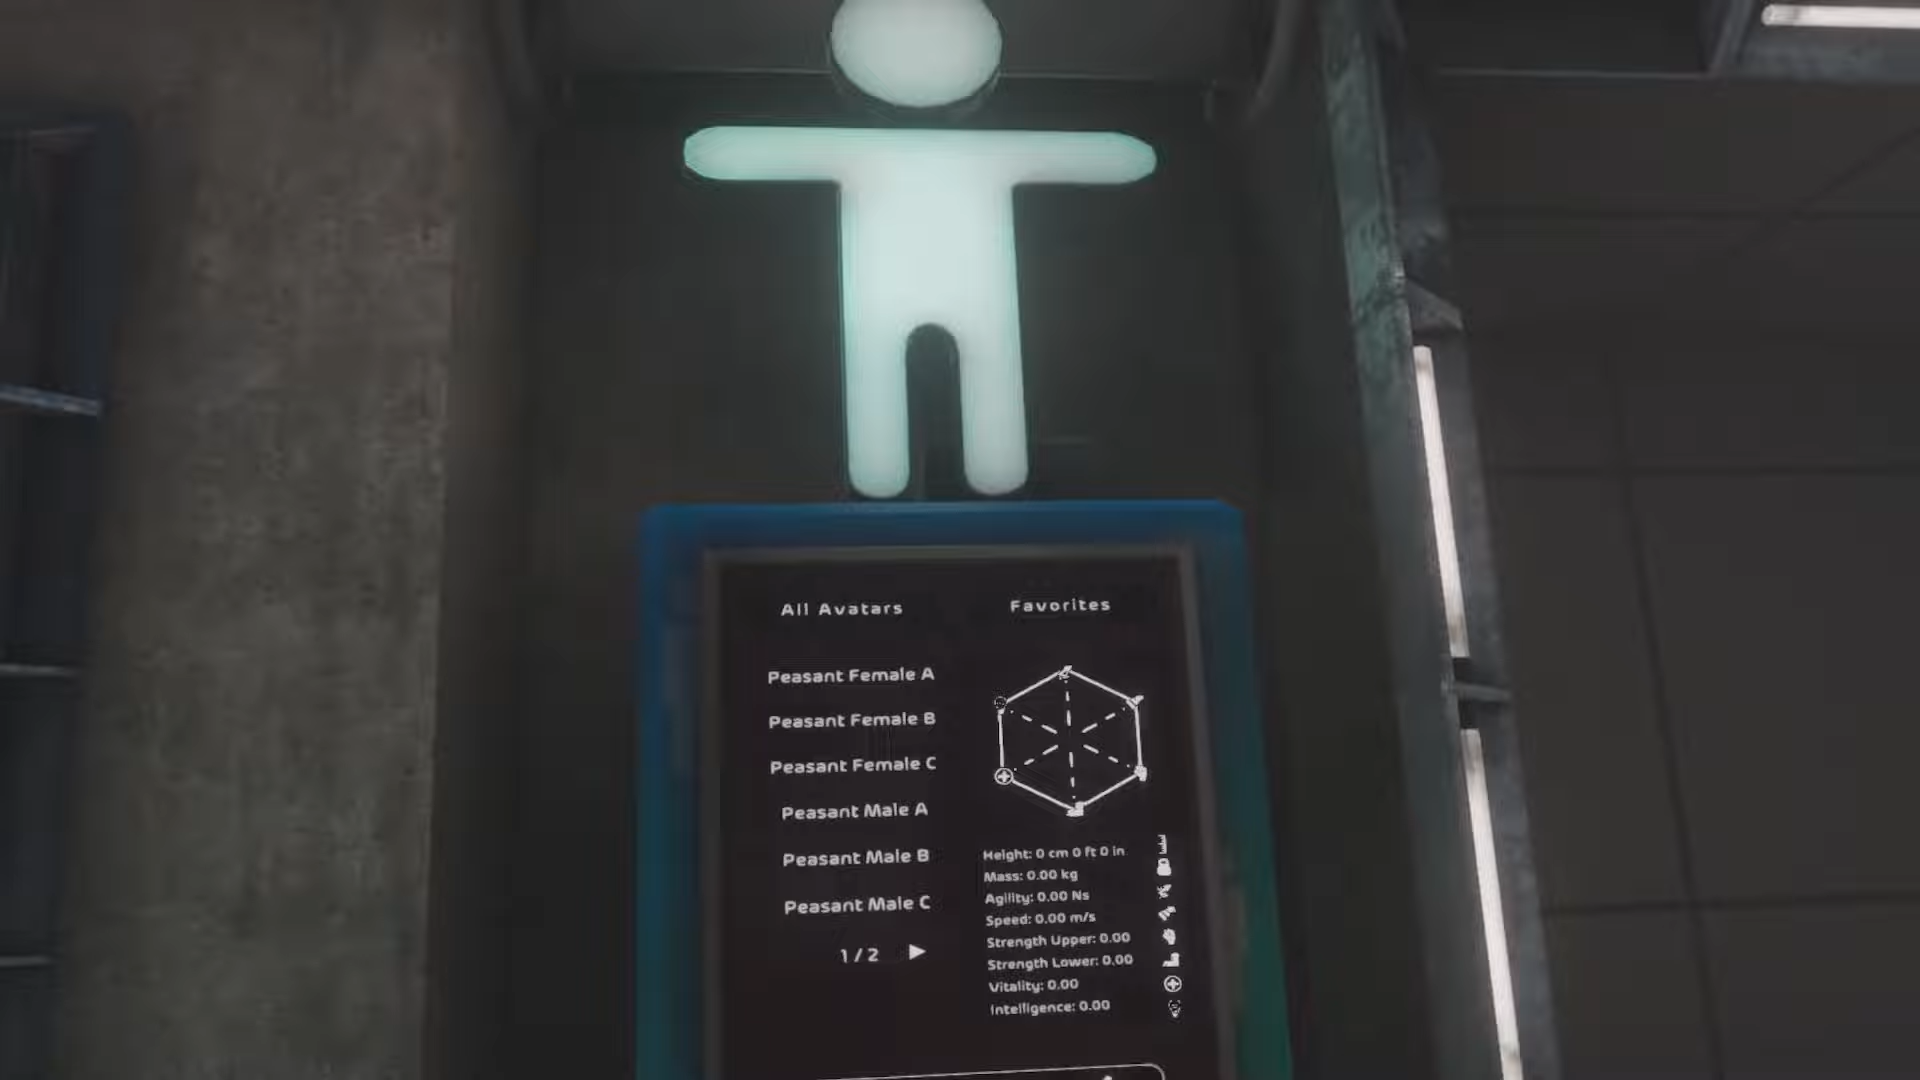 All Avatars
Favorites
Peasant Female A
Peasant Female B
Peasant Female C
Peasant Male A
Peasant Male B
Peasant Male C
1 / 2
Height: 0 cm 0 ft 0 in
Mass: 0.00 kg
Agility: 0.00 Ns
Speed: 0.00 m/s
Strength Upper: 0.00
Strength Lower: 0.00
Vitality: 0.00
Intelligence: 0.00